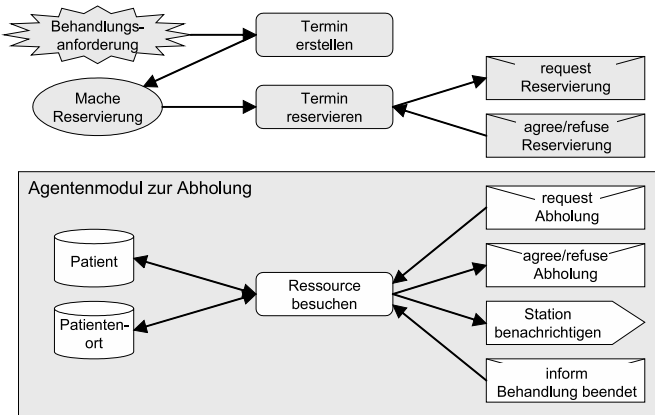 Behandlungs-
anforderung
Termin
erstellen
Mache
Reservierung
Termin
reservieren
request
Reservierung
agree/refuse
Reservierung
Agentenmodul zur Abholung
Patient
Patienten-
ort
Ressource
besuchen
request
Abholung
agree/refuse
Abholung
Station
benachrichtigen
inform
Behandlung beendet